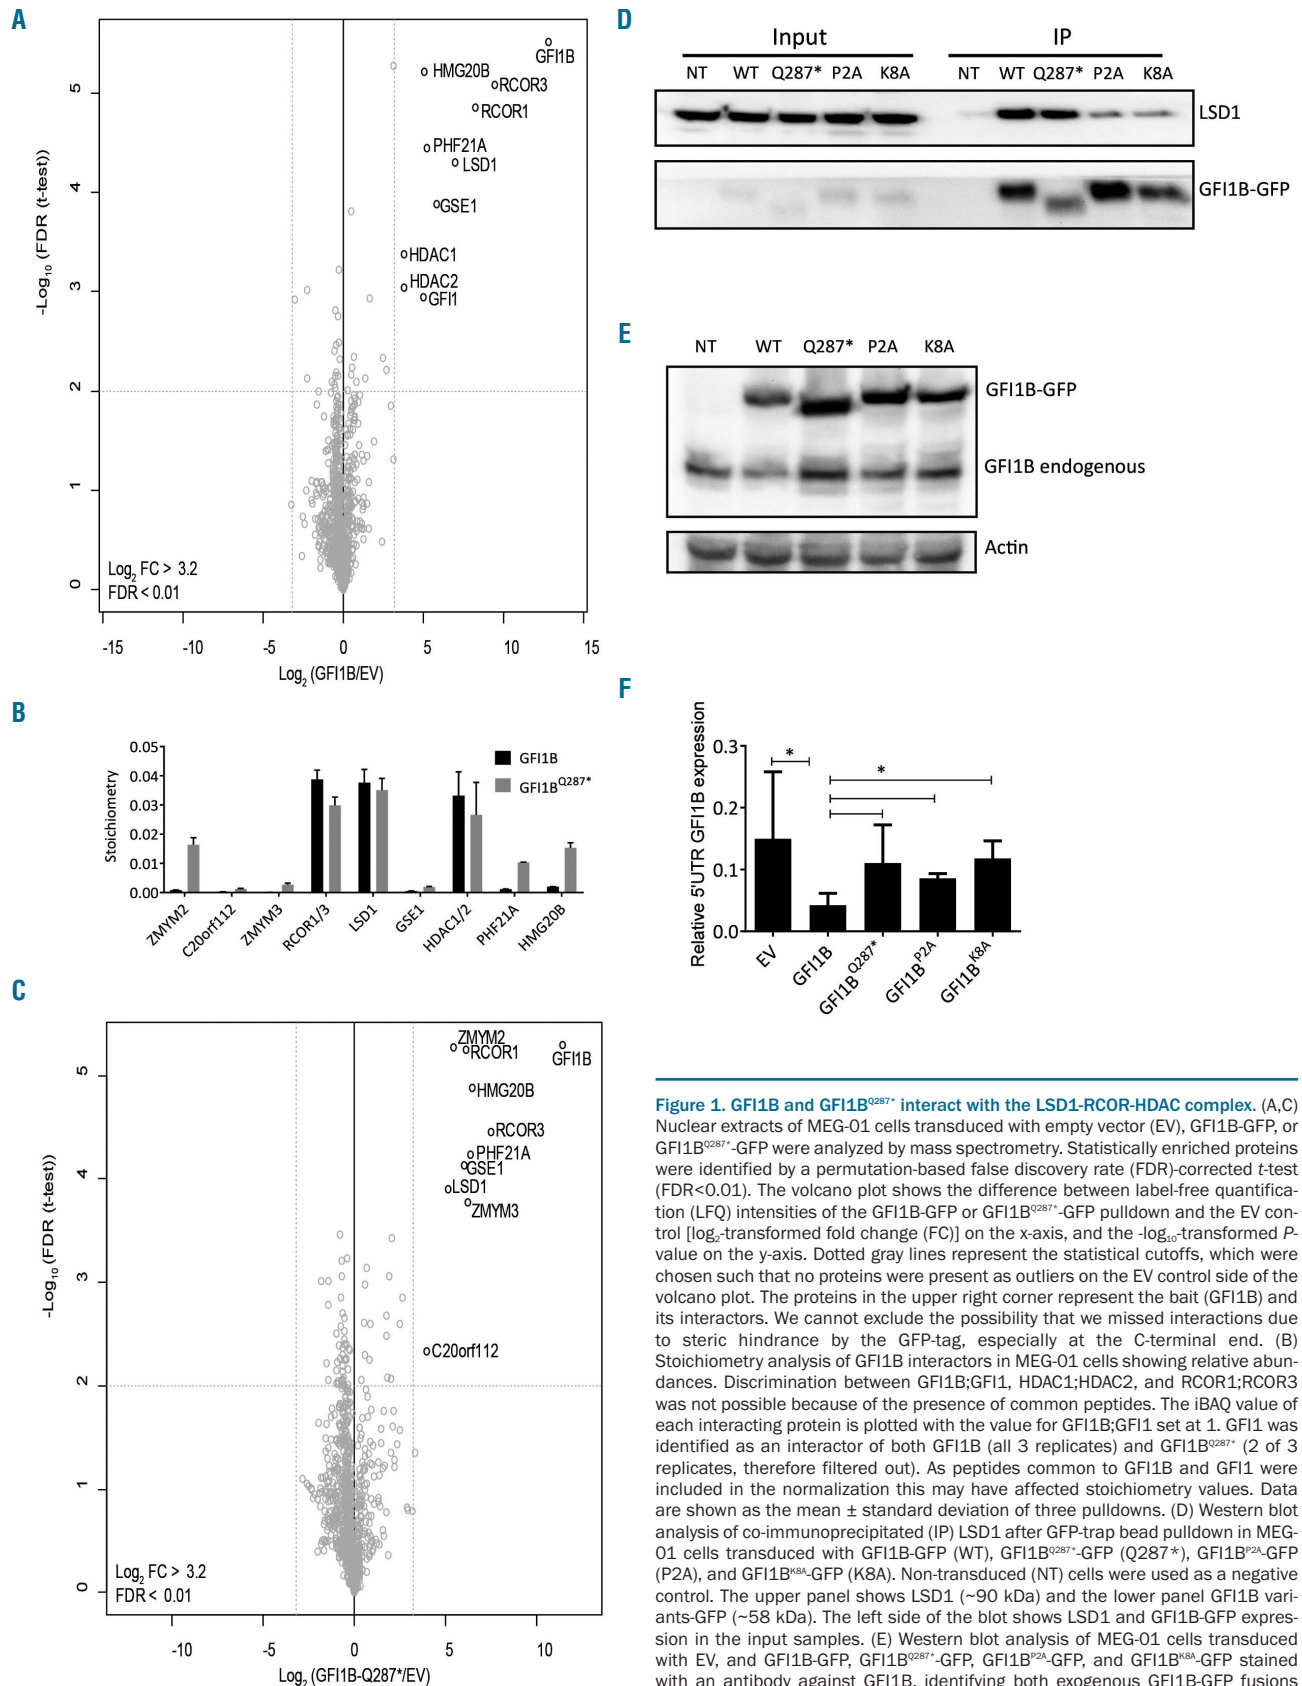 A
GFI1B
HMG20B
RCOR3
RCOR1
PHF21A
LSD1
GSE1
HDAC1
HDAC2
GFI1
-Log10 (FDR (t-test))
5
4
3
2
1
0
Log2 FC > 3.2
FDR < 0.01
-15 -10 -5 0 5 10 15
Log2 (GFI1B/EV)
B
Stoichiometry
0.05
0.04
0.03
0.02
0.01
0.00
GFI1B
GFI1BQ287*
ZMYM2
C20orf112
ZMYM3
RCOR1/3
LSD1
GSE1
HDAC1/2
PHF21A
HMG20B
C
ZMYM2
RCOR1
GFI1B
HMG20B
RCOR3
PHF21A
GSE1
LSD1
ZMYM3
C20orf112
-Log10 (FDR (t-test))
5
4
3
2
1
0
Log2 FC > 3.2
FDR < 0.01
-10 -5 0 5 10
Log2 (GFI1B-Q287*/EV)
D
Input IP
NT WT Q287* P2A K8A NT WT Q287* P2A K8A
LSD1
GFI1B-GFP
E
NT WT Q287* P2A K8A
GFI1B-GFP
GFI1B endogenous
Actin
F
Relative 5'UTR GFI1B expression
0.3
0.2
0.1
0.0
*
*
EV
GFI1B
GFI1BQ287*
GFI1BP2A
GFI1BK8A
Figure 1. GFI1B and GFI1BQ287* interact with the LSD1-RCOR-HDAC complex. (A,C)
Nuclear extracts of MEG-01 cells transduced with empty vector (EV), GFI1B-GFP, or
GFI1BQ287*-GFP were analyzed by mass spectrometry. Statistically enriched proteins
were identified by a permutation-based false discovery rate (FDR)-corrected t-test
(FDR<0.01). The volcano plot shows the difference between label-free quantifica-
tion (LFQ) intensities of the GFI1B-GFP or GFI1BQ287*-GFP pulldown and the EV con-
trol [log2-transformed fold change (FC)] on the x-axis, and the -log10-transformed P-
value on the y-axis. Dotted gray lines represent the statistical cutoffs, which were
chosen such that no proteins were present as outliers on the EV control side of the
volcano plot. The proteins in the upper right corner represent the bait (GFI1B) and
its interactors. We cannot exclude the possibility that we missed interactions due
to steric hindrance by the GFP-tag, especially at the C-terminal end. (B)
Stoichiometry analysis of GFI1B interactors in MEG-01 cells showing relative abun-
dances. Discrimination between GFI1B;GFI1, HDAC1;HDAC2, and RCOR1;RCOR3
was not possible because of the presence of common peptides. The iBAQ value of
each interacting protein is plotted with the value for GFI1B;GFI1 set at 1. GFI1 was
identified as an interactor of both GFI1B (all 3 replicates) and GFI1BQ287* (2 of 3
replicates, therefore filtered out). As peptides common to GFI1B and GFI1 were
included in the normalization this may have affected stoichiometry values. Data
are shown as the mean ± standard deviation of three pulldowns. (D) Western blot
analysis of co-immunoprecipitated (IP) LSD1 after GFP-trap bead pulldown in MEG-
01 cells transduced with GFI1B-GFP (WT), GFI1BQ287*-GFP (Q287*), GFI1BP2A-GFP
(P2A), and GFI1BK8A-GFP (K8A). Non-transduced (NT) cells were used as a negative
control. The upper panel shows LSD1 (~90 kDa) and the lower panel GFI1B vari-
ants-GFP (~58 kDa). The left side of the blot shows LSD1 and GFI1B-GFP expres-
sion in the input samples. (E) Western blot analysis of MEG-01 cells transduced
with EV, and GFI1B-GFP, GFI1BQ287*-GFP, GFI1BP2A-GFP, and GFI1BK8A-GFP stained
with an antibody against GFI1B, identifying both exogenous GFI1B-GFP fusions